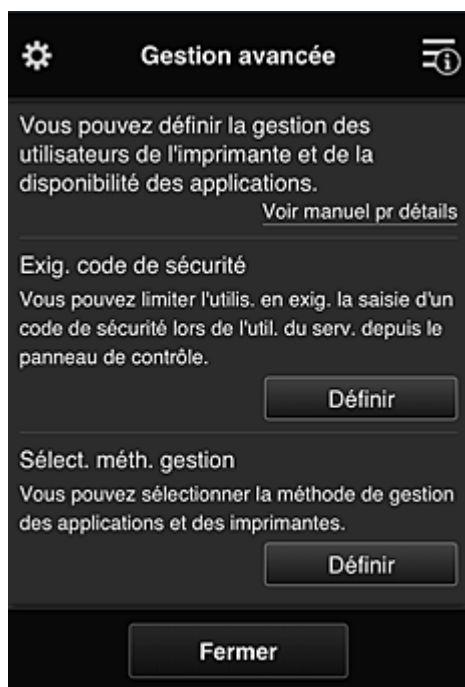 Gestion avancée
Vous pouvez définir la gestion des
utilisateurs de l'imprimante et de la
disponibilité des applications.
Voir manuel pr détails
Exig. code de sécurité
Vous pouvez limiter l'utilis. en exig. la saisie d'un
code de sécurité lors de l'util. du serv. depuis le
panneau de contrôle.
Définir
Sélect. méth. gestion
Vous pouvez sélectionner la méthode de gestion
des applications et des imprimantes.
Définir
Fermer